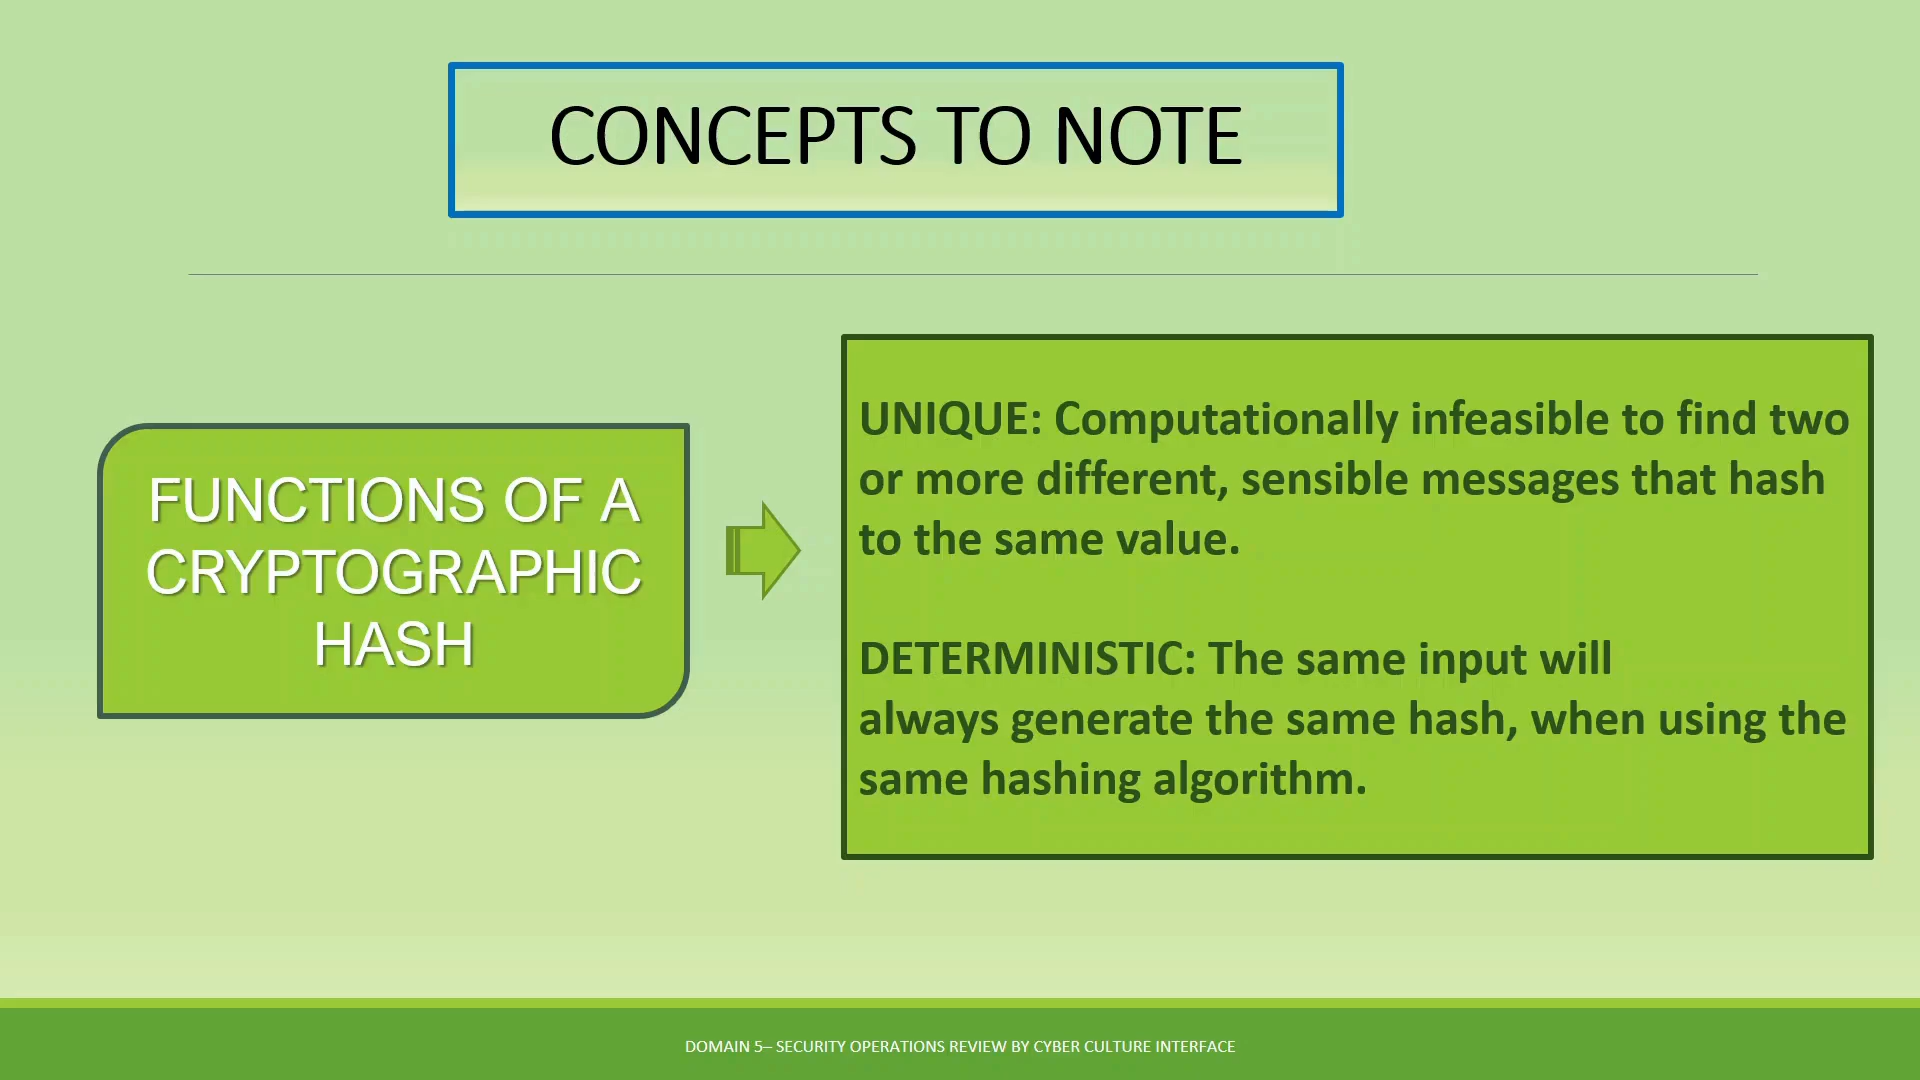 CONCEPTS TO NOTE
FUNCTIONS OF A
CRYPTOGRAPHIC
HASH
UNIQUE: Computationally infeasible to find two
or more different, sensible messages that hash
to the same value.
DETERMINISTIC: The same input will
always generate the same hash, when using the
same hashing algorithm.
DOMAIN 5– SECURITY OPERATIONS REVIEW BY CYBER CULTURE INTERFACE